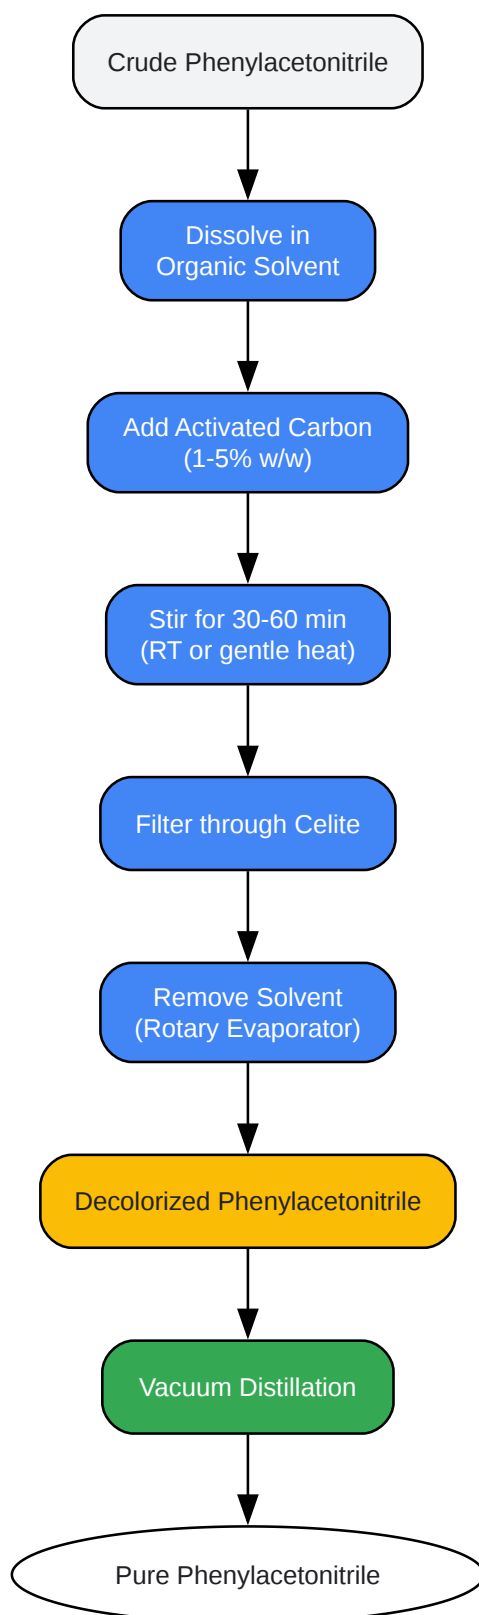 Crude Phenylacetonitrile
Dissolve in
Organic Solvent
Add Activated Carbon
(1-5% w/w)
Stir for 30-60 min
(RT or gentle heat)
Filter through Celite
Remove Solvent
(Rotary Evaporator)
Decolorized Phenylacetonitrile
Vacuum Distillation
Pure Phenylacetonitrile